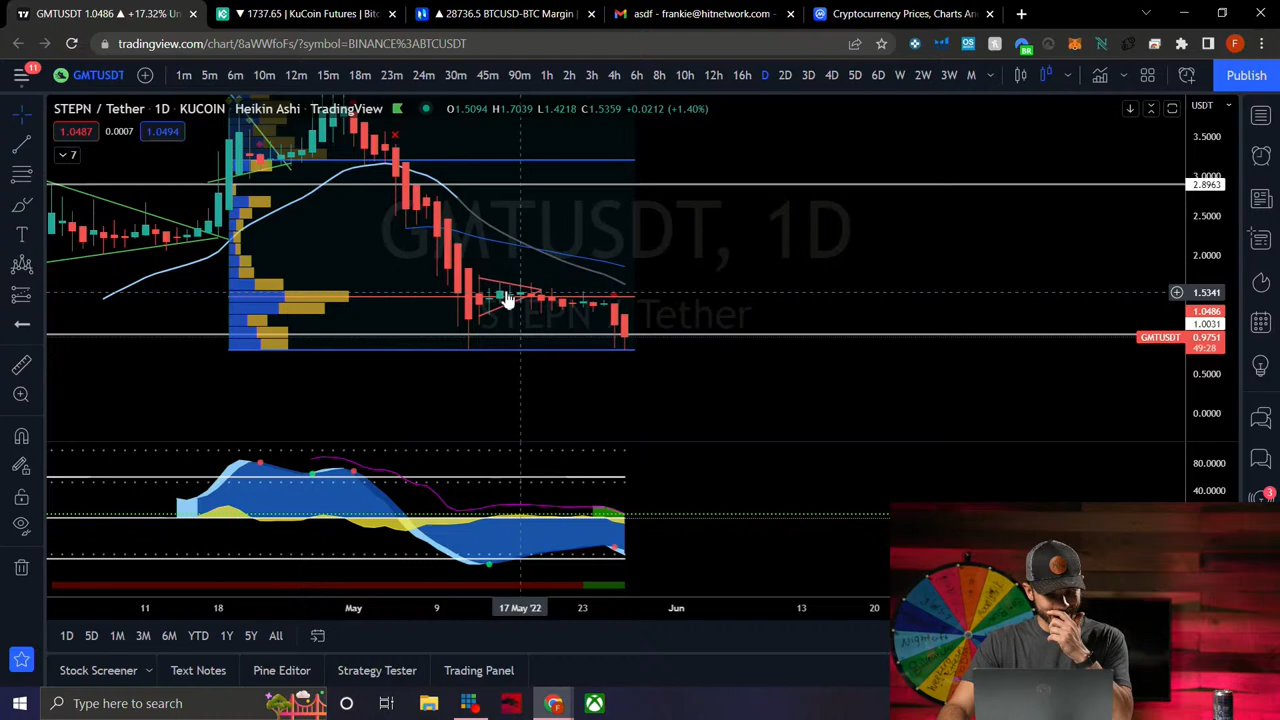 GMTUSDT 1.0486 ▲ +17.32% Un
▼ 1737.65 | KuCoin Futures | Bitc
▲ 28736.5 BTCUSD-BTC Margin |
asdf - frankie@hitnetwork.com -
Cryptocurrency Prices, Charts An
tradingview.com/chart/8aWWfoFs/?symbol=BINANCE%3ABTCUSDT
11
GMTUSDT
1m 5m 6m 10m 12m 15m 18m 23m 24m 30m 45m 90m 1h 2h 3h 4h 6h 8h 10h 12h 16h D 2D 3D 4D 5D 6D W 2W 3W M
Publish
STEPN / Tether • 1D • KUCOIN Heikin Ashi TradingView
O1.5094 H1.7039 L1.4218 C1.5359 +0.0212 (+1.40%)
USDT
1.0487 0.0007 1.0494
7
3.5000
3.0000
2.8963
2.5000
2.0000
1.5341
1.0486
1.0031
GMTUSDT 0.9751
49:28
0.5000
0.0000
GMTUSDT, 1D
STEPN / Tether
80.0000
40.0000
3
11 18 May 9 17 May '22 23 Jun 13 20
1D 5D 1M 3M 6M YTD 1Y 5Y All
Stock Screener Text Notes Pine Editor Strategy Tester Trading Panel
Type here to search